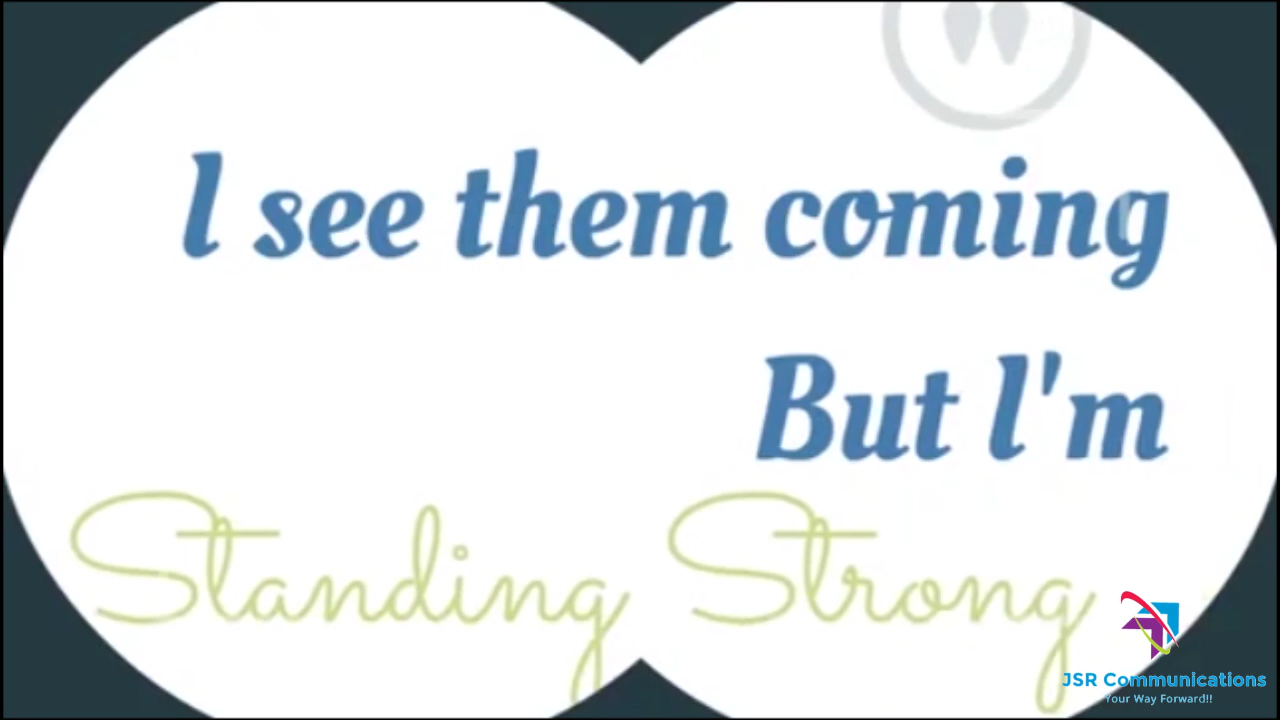 I see them coming
But I'm
Standing Strong
JSR Communications
Your Way Forward!!